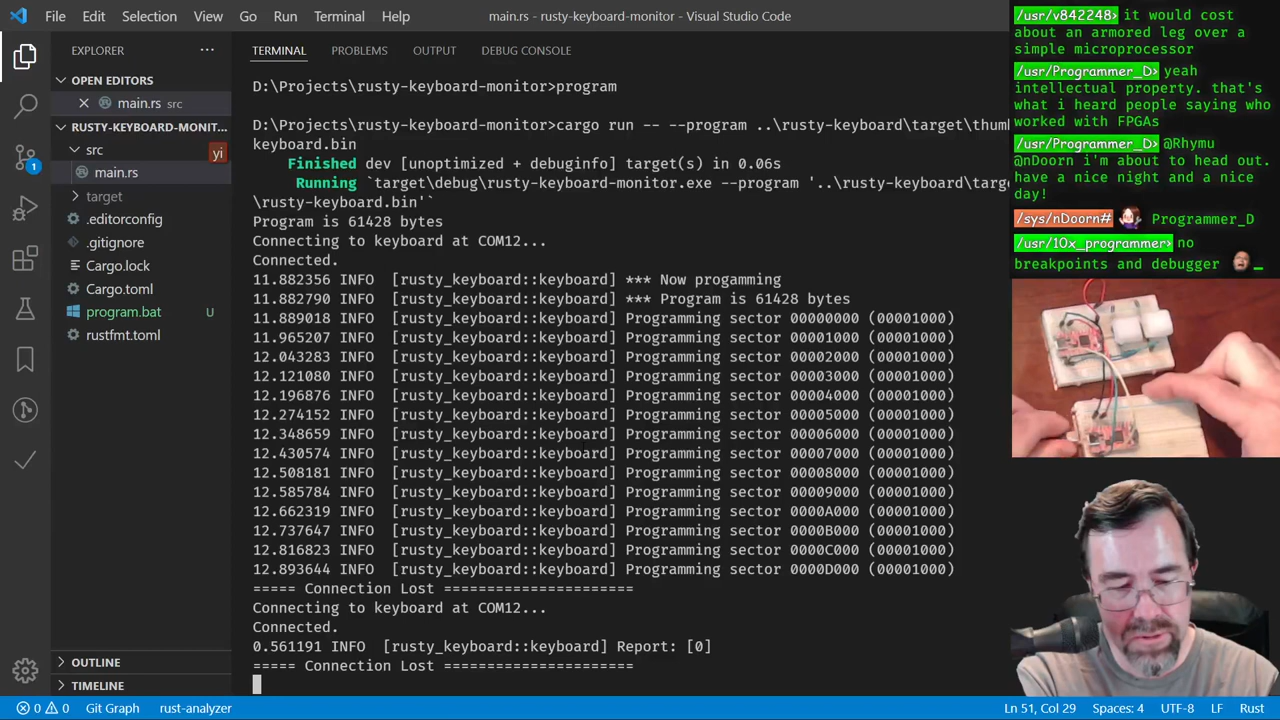 File Edit Selection View Go Run Terminal Help
main.rs - rusty-keyboard-monitor - Visual Studio Code
EXPLORER
OPEN EDITORS
main.rs src
RUSTY-KEYBOARD-MONIT...
src
main.rs
target
.editorconfig
.gitignore
Cargo.lock
Cargo.toml
program.bat U
rustfmt.toml
OUTLINE
TIMELINE
yi
1
TERMINAL PROBLEMS OUTPUT DEBUG CONSOLE
D:\Projects\rusty-keyboard-monitor>program
D:\Projects\rusty-keyboard-monitor>cargo run -- --program ..\rusty-keyboard\target\thum
keyboard.bin
Finished dev [unoptimized + debuginfo] target(s) in 0.06s
Running `target\debug\rusty-keyboard-monitor.exe --program '..\rusty-keyboard\targe
\rusty-keyboard.bin'`
Program is 61428 bytes
Connecting to keyboard at COM12...
Connected.
11.882356 INFO [rusty_keyboard::keyboard] *** Now progamming
11.882790 INFO [rusty_keyboard::keyboard] *** Program is 61428 bytes
11.889018 INFO [rusty_keyboard::keyboard] Programming sector 00000000 (00001000)
11.965207 INFO [rusty_keyboard::keyboard] Programming sector 00001000 (00001000)
12.043283 INFO [rusty_keyboard::keyboard] Programming sector 00002000 (00001000)
12.121080 INFO [rusty_keyboard::keyboard] Programming sector 00003000 (00001000)
12.196876 INFO [rusty_keyboard::keyboard] Programming sector 00004000 (00001000)
12.274152 INFO [rusty_keyboard::keyboard] Programming sector 00005000 (00001000)
12.348659 INFO [rusty_keyboard::keyboard] Programming sector 00006000 (00001000)
12.430574 INFO [rusty_keyboard::keyboard] Programming sector 00007000 (00001000)
12.508181 INFO [rusty_keyboard::keyboard] Programming sector 00008000 (00001000)
12.585784 INFO [rusty_keyboard::keyboard] Programming sector 00009000 (00001000)
12.662319 INFO [rusty_keyboard::keyboard] Programming sector 0000A000 (00001000)
12.737647 INFO [rusty_keyboard::keyboard] Programming sector 0000B000 (00001000)
12.816823 INFO [rusty_keyboard::keyboard] Programming sector 0000C000 (00001000)
12.893644 INFO [rusty_keyboard::keyboard] Programming sector 0000D000 (00001000)
===== Connection Lost ======================
Connecting to keyboard at COM12...
Connected.
0.561191 INFO [rusty_keyboard::keyboard] Report: [0]
===== Connection Lost ======================
/usr/v842248> it would cost
about an armored leg over a
simple microprocessor
/usr/Programmer_D> yeah
intellectual property. that's
what i heard people saying who
worked with FPGAs
/usr/Programmer_D> @Rhymu
@nDoorn i'm about to head out.
have a nice night and a nice
day!
/sys/nDoorn# Programmer_D
/usr/10x_programmer> no
breakpoints and debugger _
0 0 Git Graph rust-analyzer
Ln 51, Col 29 Spaces: 4 UTF-8 LF Rust